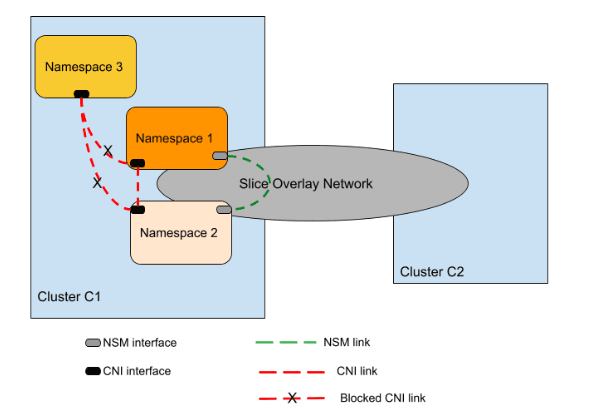 Namespace 3
Namespace 1
X
X
Slice Overlay Network
Namespace 2
Cluster C2
Cluster C1
NSM interface
NSM link
CNI interface
CNI link
X
Blocked CNI link